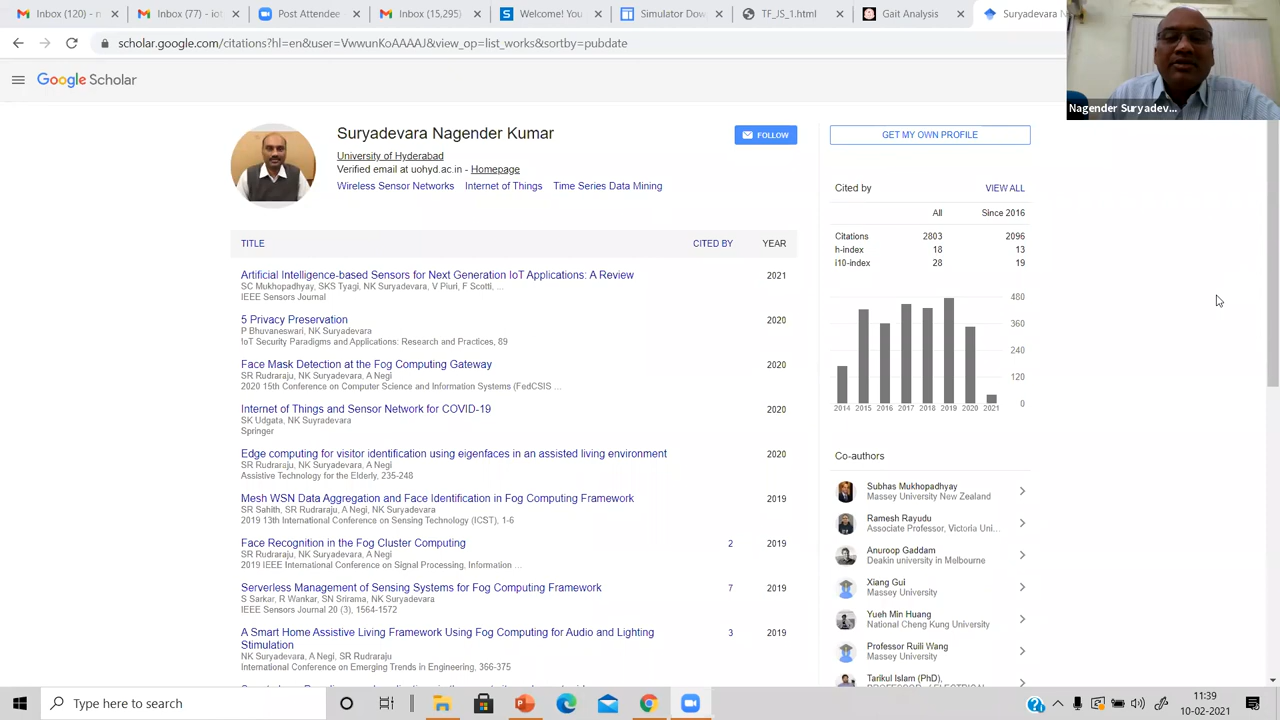 Inbox (120) -
Inbox (77) - i
Inbox (15,295)
Welcome! You
Simulator Dow
TF_JS_1.h
Gait Analysis
Suryadevara N
scholar.google.com/citations?hl=en&user=VwwunKoAAAAJ&view_op=list_works&sortby=pubdate
Nagender Suryadev...
Google Scholar
Suryadevara Nagender Kumar
FOLLOW
University of Hyderabad
Verified email at uohyd.ac.in - Homepage
Wireless Sensor Networks Internet of Things Time Series Data Mining
TITLE CITED BY YEAR
Artificial Intelligence-based Sensors for Next Generation IoT Applications: A Review 2021
SC Mukhopadhyay, SKS Tyagi, NK Suryadevara, V Piuri, F Scotti, ...
IEEE Sensors Journal
5 Privacy Preservation 2020
P Bhuvaneswari, NK Suryadevara
IoT Security Paradigms and Applications: Research and Practices, 89
Face Mask Detection at the Fog Computing Gateway 2020
SR Rudraraju, NK Suryadevara, A Negi
2020 15th Conference on Computer Science and Information Systems (FedCSIS ...
Internet of Things and Sensor Network for COVID-19 2020
SK Udgata, NK Suyradevara
Springer
Edge computing for visitor identification using eigenfaces in an assisted living environment 2020
SR Rudraraju, NK Suryadevara, A Negi
Assistive Technology for the Elderly, 235-248
Mesh WSN Data Aggregation and Face Identification in Fog Computing Framework 2019
SR Sahith, SR Rudraraju, A Negi, NK Suryadevara
2019 13th International Conference on Sensing Technology (ICST), 1-6
Face Recognition in the Fog Cluster Computing 2 2019
SR Rudraraju, NK Suryadevara, A Negi
2019 IEEE International Conference on Signal Processing, Information ...
Serverless Management of Sensing Systems for Fog Computing Framework 7 2019
S Sarkar, R Wankar, SN Srirama, NK Suryadevara
IEEE Sensors Journal 20 (3), 1564-1572
A Smart Home Assistive Living Framework Using Fog Computing for Audio and Lighting 3 2019
Stimulation
NK Suryadevara, A Negi, SR Rudraraju
International Conference on Emerging Trends in Engineering, 366-375
GET MY OWN PROFILE
Cited by VIEW ALL
All Since 2016
Citations 2803 2096
h-index 18 13
i10-index 28 19
480
360
240
120
0
2014 2015 2016 2017 2018 2019 2020 2021
Co-authors
Subhas Mukhopadhyay
Massey University New Zealand
Ramesh Rayudu
Associate Professor, Victoria Uni...
Anuroop Gaddam
Deakin university in Melbourne
Xiang Gui
Massey University
Yueh Min Huang
National Cheng Kung University
Professor Ruili Wang
Massey University
Tarikul Islam (PhD),
Type here to search
11:39
10-02-2021